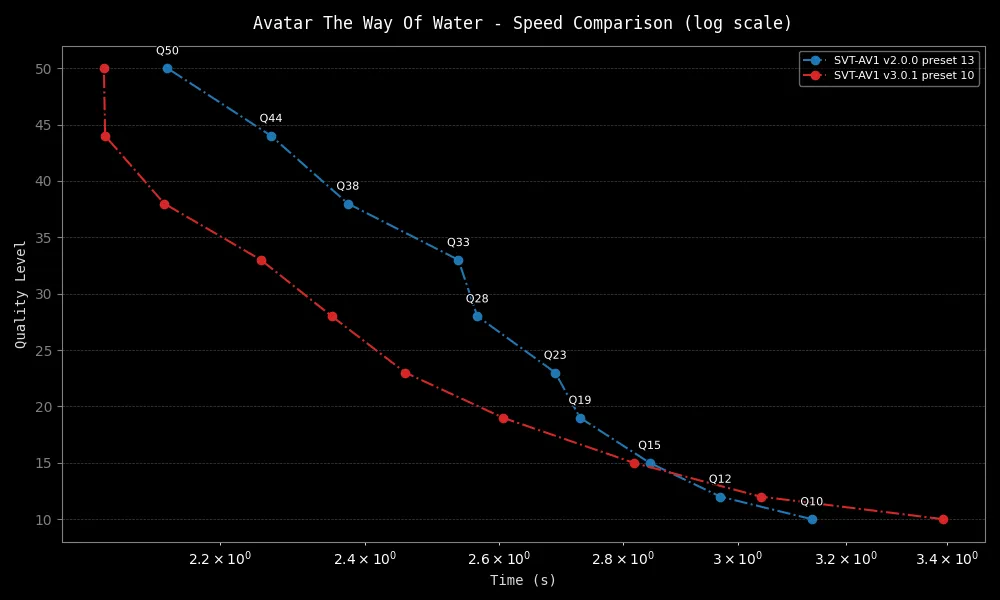 Avatar The Way Of Water - Speed Comparison (log scale)
SVT-AV1 v2.0.0 preset 13
SVT-AV1 v3.0.1 preset 10
Quality Level
50
45
40
35
30
25
20
15
10
Q50
Q44
Q38
Q33
Q28
Q23
Q19
Q15
Q12
Q10
2.2 × 10⁰
2.4 × 10⁰
2.6 × 10⁰
2.8 × 10⁰
3 × 10⁰
3.2 × 10⁰
3.4 × 10⁰
Time (s)